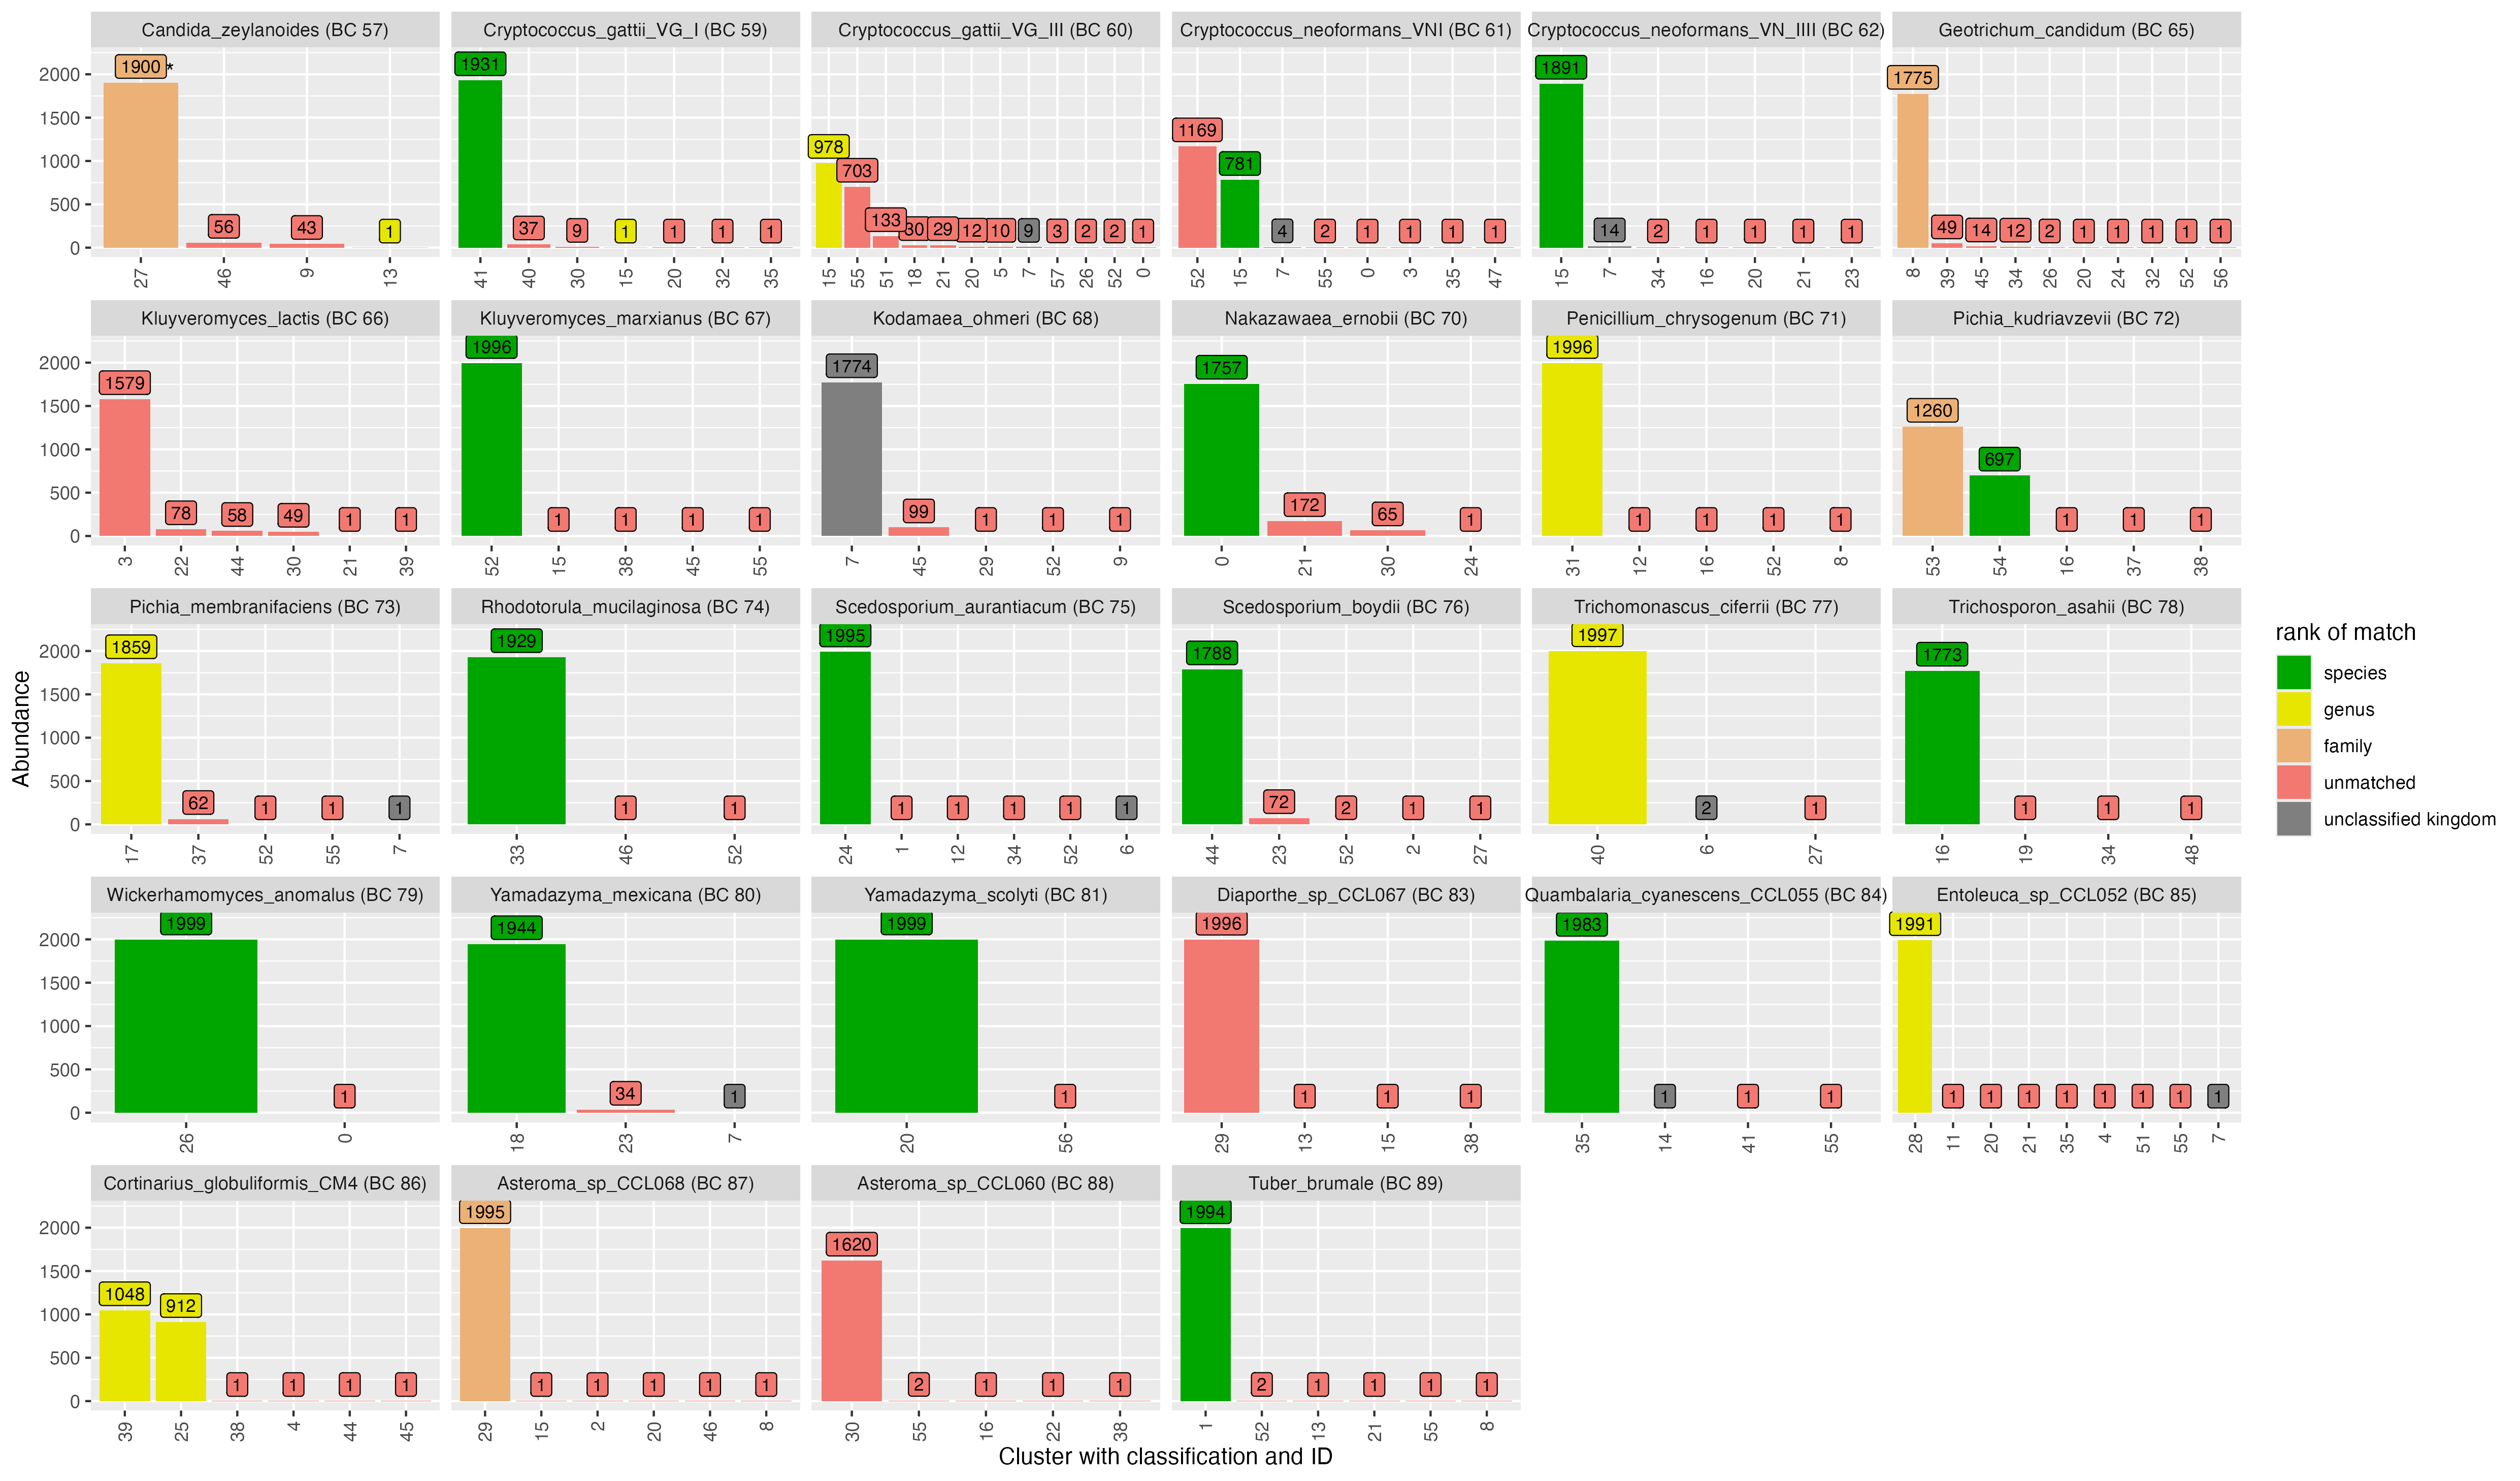 Candida_zeylanoides (BC 57) Cryptococcus_gattii_VG_I (BC 59) Cryptococcus_gattii_VG_III (BC 60) Cryptococcus_neoformans_VNI (BC 61) Cryptococcus_neoformans_VN_IIII (BC 62) Geotrichum_candidum (BC 65)
2000 1500 1000 500 0
1900 * 56 43 1
27 46 9 13
1931 37 9 1 1 1 1
41 40 30 15 20 32 35
978 703 133 30 29 12 10 9 3 2 2 1
15 55 51 18 21 20 5 7 57 26 52 0
1169 781 4 2 1 1 1 1
52 15 7 55 0 3 35 47
1891 14 2 1 1 1 1
15 7 34 16 20 21 23
1775 49 14 12 2 1 1 1 1 1
8 39 45 34 26 20 24 32 52 56
Kluyveromyces_lactis (BC 66) Kluyveromyces_marxianus (BC 67) Kodamaea_ohmeri (BC 68) Nakazawaea_ernobii (BC 70) Penicillium_chrysogenum (BC 71) Pichia_kudriavzevii (BC 72)
2000 1500 1000 500 0
1579 78 58 49 1 1
3 22 44 30 21 39
1996 1 1 1 1
52 15 38 45 55
1774 99 1 1 1
7 45 29 52 9
1757 172 65 1
0 21 30 24
1996 1 1 1 1
31 12 16 52 8
1260 697 1 1 1
53 54 16 37 38
Pichia_membranifaciens (BC 73) Rhodotorula_mucilaginosa (BC 74) Scedosporium_aurantiacum (BC 75) Scedosporium_boydii (BC 76) Trichomonascus_ciferrii (BC 77) Trichosporon_asahii (BC 78)
2000 1500 1000 500 0
1859 62 1 1 1
17 37 52 55 7
1929 1 1
33 46 52
1995 1 1 1 1 1
24 1 12 34 52 6
1788 72 2 1 1
44 23 52 2 27
1997 2 1
40 6 27
1773 1 1 1
16 19 34 48
Wickerhamomyces_anomalus (BC 79) Yamadazyma_mexicana (BC 80) Yamadazyma_scolyti (BC 81) Diaporthe_sp_CCL067 (BC 83) Quambalaria_cyanescens_CCL055 (BC 84) Entoleuca_sp_CCL052 (BC 85)
2000 1500 1000 500 0
1999 1
26 0
1944 34 1
18 23 7
1999 1
20 56
1996 1 1 1
29 13 15 38
1983 1 1 1
35 14 41 55
1991 1 1 1 1 1 1 1 1
28 11 20 21 35 4 51 55 7
Cortinarius_globuliformis_CM4 (BC 86) Asteroma_sp_CCL068 (BC 87) Asteroma_sp_CCL060 (BC 88) Tuber_brumale (BC 89)
2000 1500 1000 500 0
1048 912 1 1 1 1
39 25 38 4 44 45
1995 1 1 1 1 1
29 15 2 20 46 8
1620 2 1 1 1
30 55 16 22 38
1994 2 1 1 1 1
1 52 13 21 55 8
Abundance
Cluster with classification and ID
rank of match
species
genus
family
unmatched
unclassified kingdom